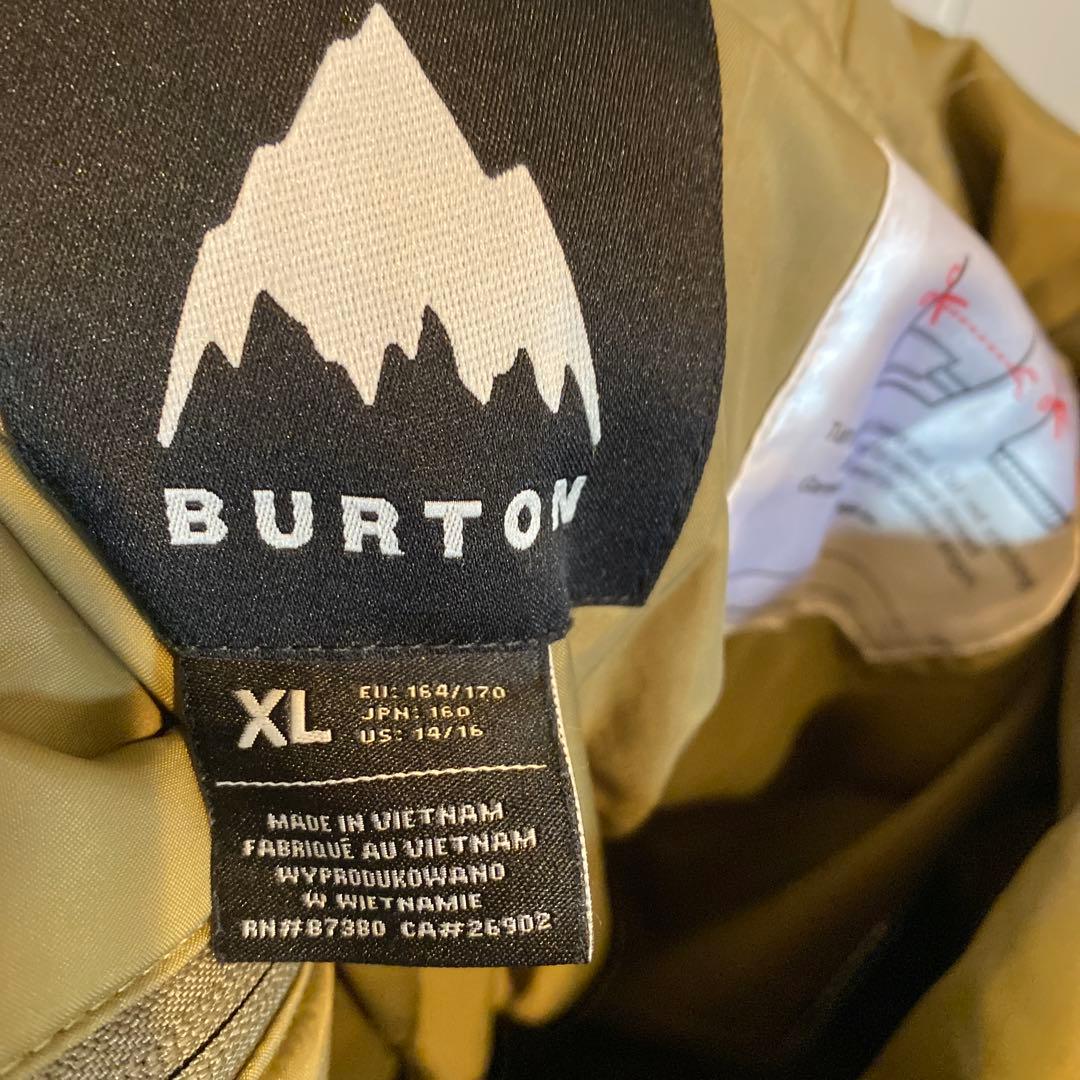 BURTON
XL
EU: 164/170
JPN: 160
US: 14/16
MADE IN VIETNAM
FABRIQUÉ AU VIETNAM
WYPRODUKOWANO
W WIETNAMIE
RN#87380 CA#26902